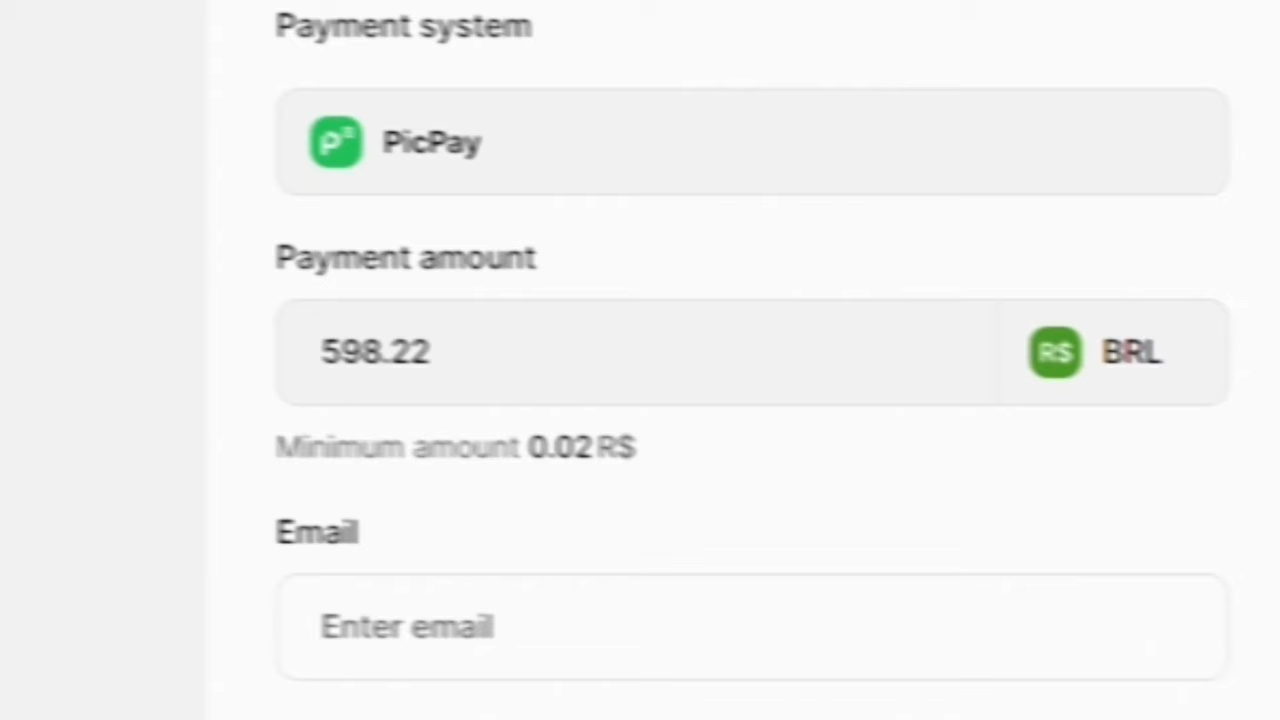 Payment system
PicPay
Payment amount
598.22
R$ BRL
Minimum amount 0.02 R$
Email
Enter email